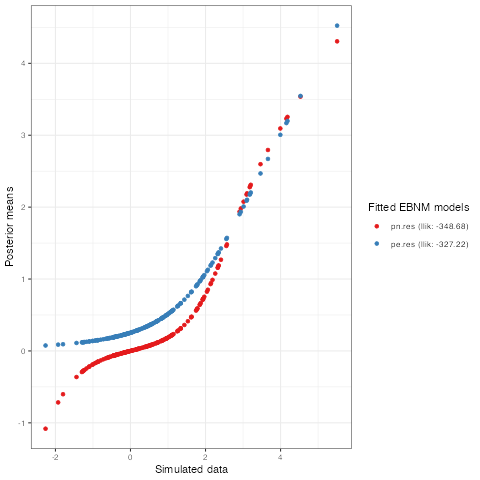 Posterior means
4
3
2
1
0
-1
-2
0
2
4
Simulated data
Fitted EBNM models
pn.res (llik: -348.68)
pe.res (llik: -327.22)